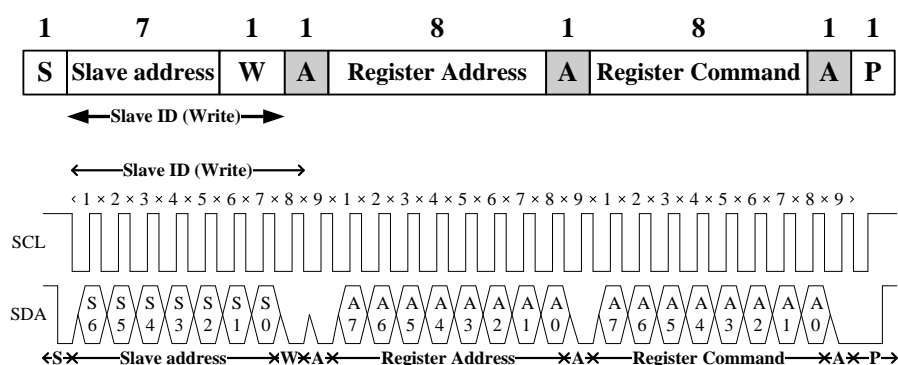 1 7 1 1 8 1 8 1 1
S Slave address W A Register Address A Register Command A P
Slave ID (Write)
Slave ID (Write)
1 × 2 × 3 × 4 × 5 × 6 × 7 × 8 × 9 × 1 × 2 × 3 × 4 × 5 × 6 × 7 × 8 × 9 × 1 × 2 × 3 × 4 × 5 × 6 × 7 × 8 × 9
SCL
SDA S6 S5 S4 S3 S2 S1 S0 A7 A6 A5 A4 A3 A2 A1 A0 A7 A6 A5 A4 A3 A2 A1 A0
S Slave address W A Register Address A Register Command A P